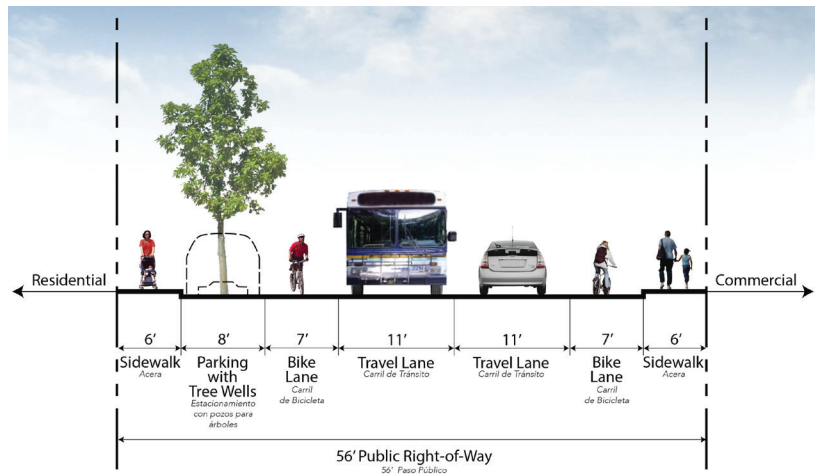 Residential
Commercial
6’
8’
7’
11’
11’
7’
6’
Sidewalk
Acera
Parking
with
Tree Wells
Estacionamiento
con pozos para
árboles
Bike
Lane
Carril
de Bicicleta
Travel Lane
Carril de Tránsito
Travel Lane
Carril de Tránsito
Bike
Lane
Carril
de Bicicleta
Sidewalk
Acera
56’ Public Right-of-Way
56’ Paso Público